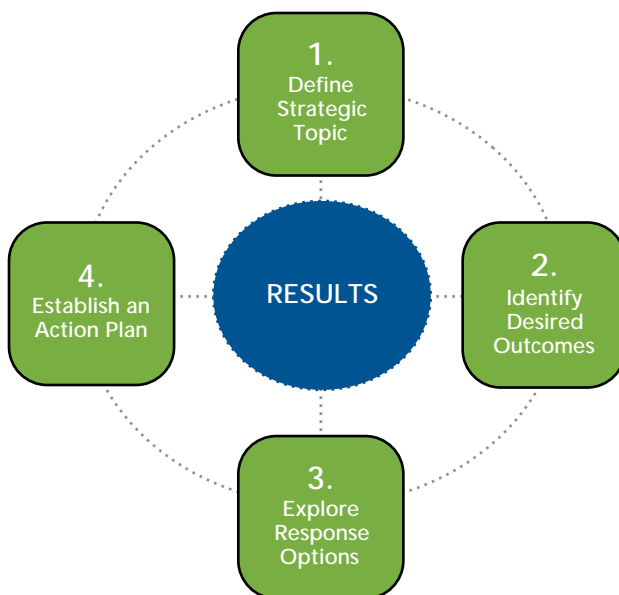 1.
Define
Strategic
Topic
2.
Identify
Desired
Outcomes
3.
Explore
Response
Options
4.
Establish an
Action Plan
RESULTS